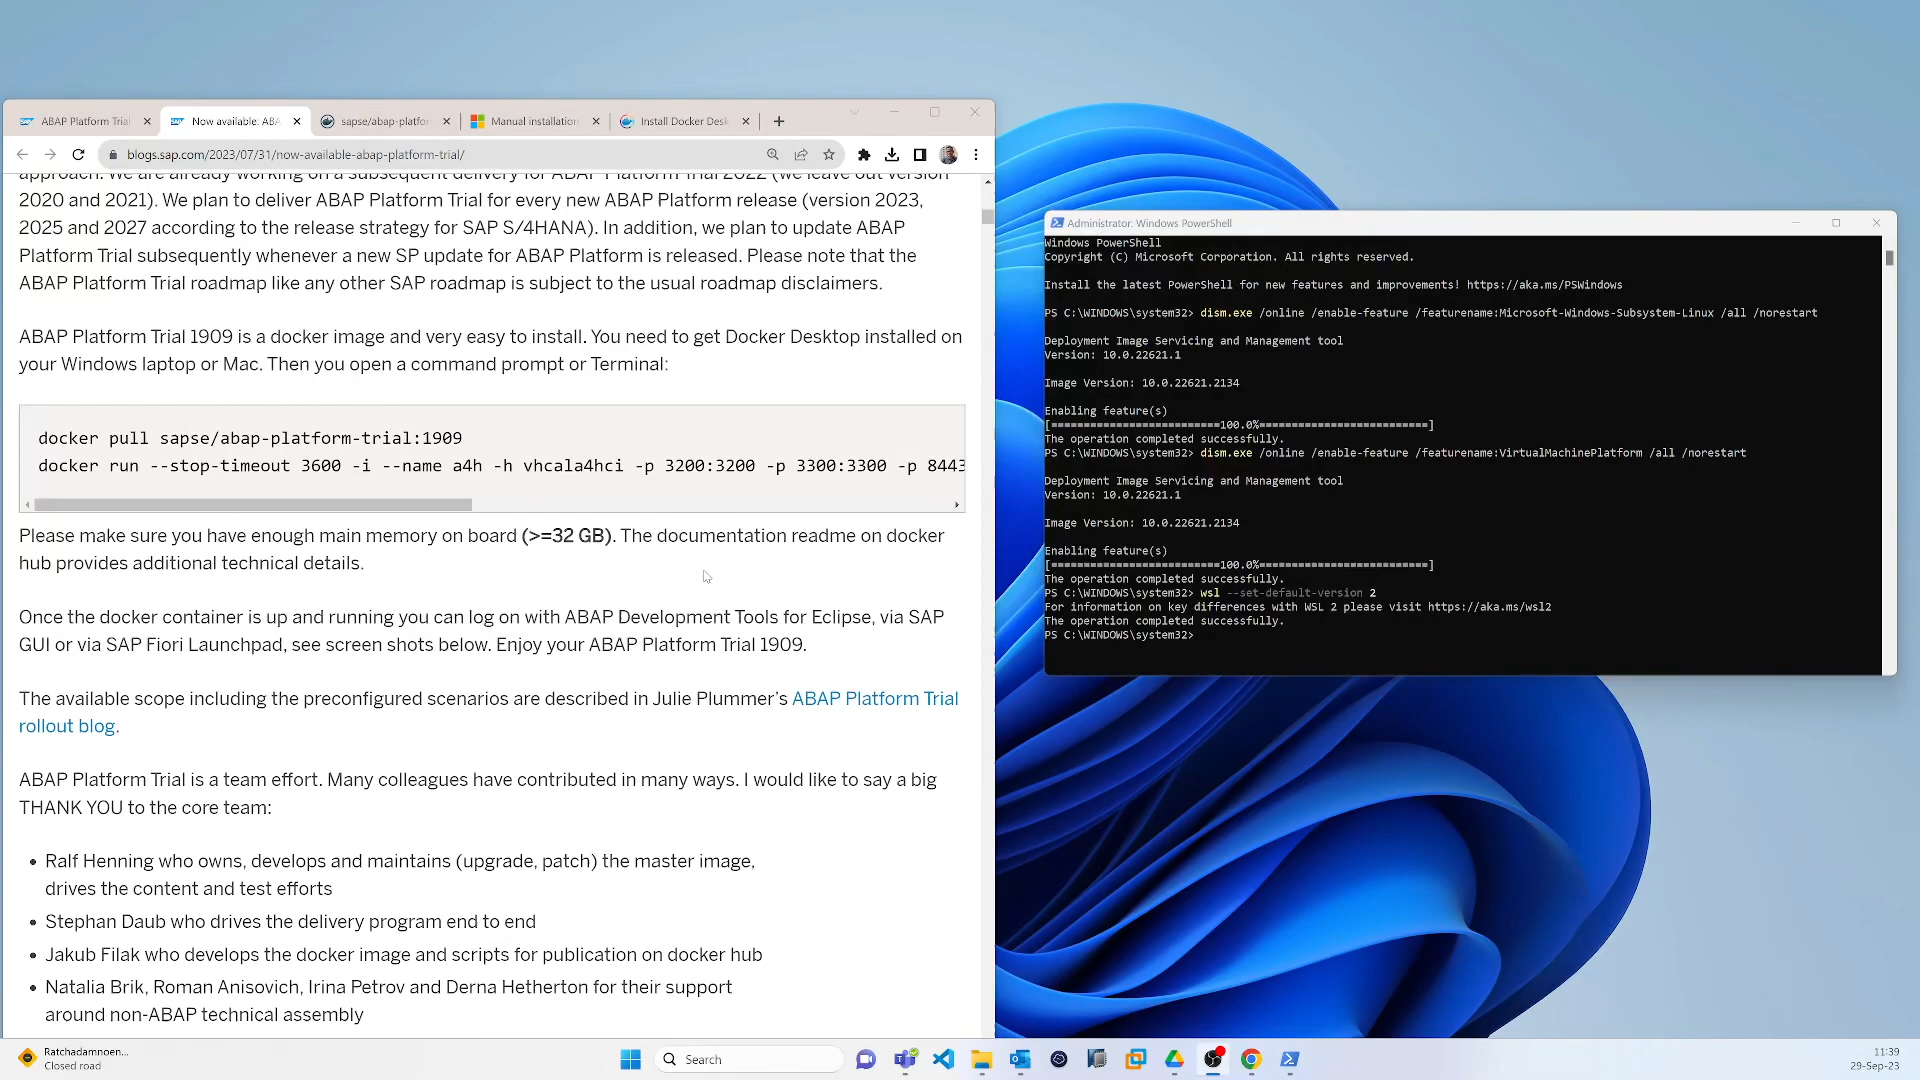 ABAP Platform Trial
Now available: ABA
sapse/abap-platfor
Manual installation
Install Docker Desk
blogs.sap.com/2023/07/31/now-available-abap-platform-trial/
approach. We are already working on a subsequent delivery for ABAP Platform Trial 2022 (we leave out version
2020 and 2021). We plan to deliver ABAP Platform Trial for every new ABAP Platform release (version 2023,
2025 and 2027 according to the release strategy for SAP S/4HANA). In addition, we plan to update ABAP
Platform Trial subsequently whenever a new SP update for ABAP Platform is released. Please note that the
ABAP Platform Trial roadmap like any other SAP roadmap is subject to the usual roadmap disclaimers.
ABAP Platform Trial 1909 is a docker image and very easy to install. You need to get Docker Desktop installed on
your Windows laptop or Mac. Then you open a command prompt or Terminal:
docker pull sapse/abap-platform-trial:1909
docker run --stop-timeout 3600 -i --name a4h -h vhcala4hci -p 3200:3200 -p 3300:3300 -p 8443
Please make sure you have enough main memory on board (>=32 GB). The documentation readme on docker
hub provides additional technical details.
Once the docker container is up and running you can log on with ABAP Development Tools for Eclipse, via SAP
GUI or via SAP Fiori Launchpad, see screen shots below. Enjoy your ABAP Platform Trial 1909.
The available scope including the preconfigured scenarios are described in Julie Plummer’s ABAP Platform Trial
rollout blog.
ABAP Platform Trial is a team effort. Many colleagues have contributed in many ways. I would like to say a big
THANK YOU to the core team:
• Ralf Henning who owns, develops and maintains (upgrade, patch) the master image,
drives the content and test efforts
• Stephan Daub who drives the delivery program end to end
• Jakub Filak who develops the docker image and scripts for publication on docker hub
• Natalia Brik, Roman Anisovich, Irina Petrov and Derna Hetherton for their support
around non-ABAP technical assembly
Administrator: Windows PowerShell
Windows PowerShell
Copyright (C) Microsoft Corporation. All rights reserved.
Install the latest PowerShell for new features and improvements! https://aka.ms/PSWindows
PS C:\WINDOWS\system32> dism.exe /online /enable-feature /featurename:Microsoft-Windows-Subsystem-Linux /all /norestart
Deployment Image Servicing and Management tool
Version: 10.0.22621.1
Image Version: 10.0.22621.2134
Enabling feature(s)
[==========================100.0%==========================]
The operation completed successfully.
PS C:\WINDOWS\system32> dism.exe /online /enable-feature /featurename:VirtualMachinePlatform /all /norestart
Deployment Image Servicing and Management tool
Version: 10.0.22621.1
Image Version: 10.0.22621.2134
Enabling feature(s)
[==========================100.0%==========================]
The operation completed successfully.
PS C:\WINDOWS\system32> wsl --set-default-version 2
For information on key differences with WSL 2 please visit https://aka.ms/wsl2
The operation completed successfully.
PS C:\WINDOWS\system32>
Ratchadamnoen...
Closed road
Search
11:39
29-Sep-23